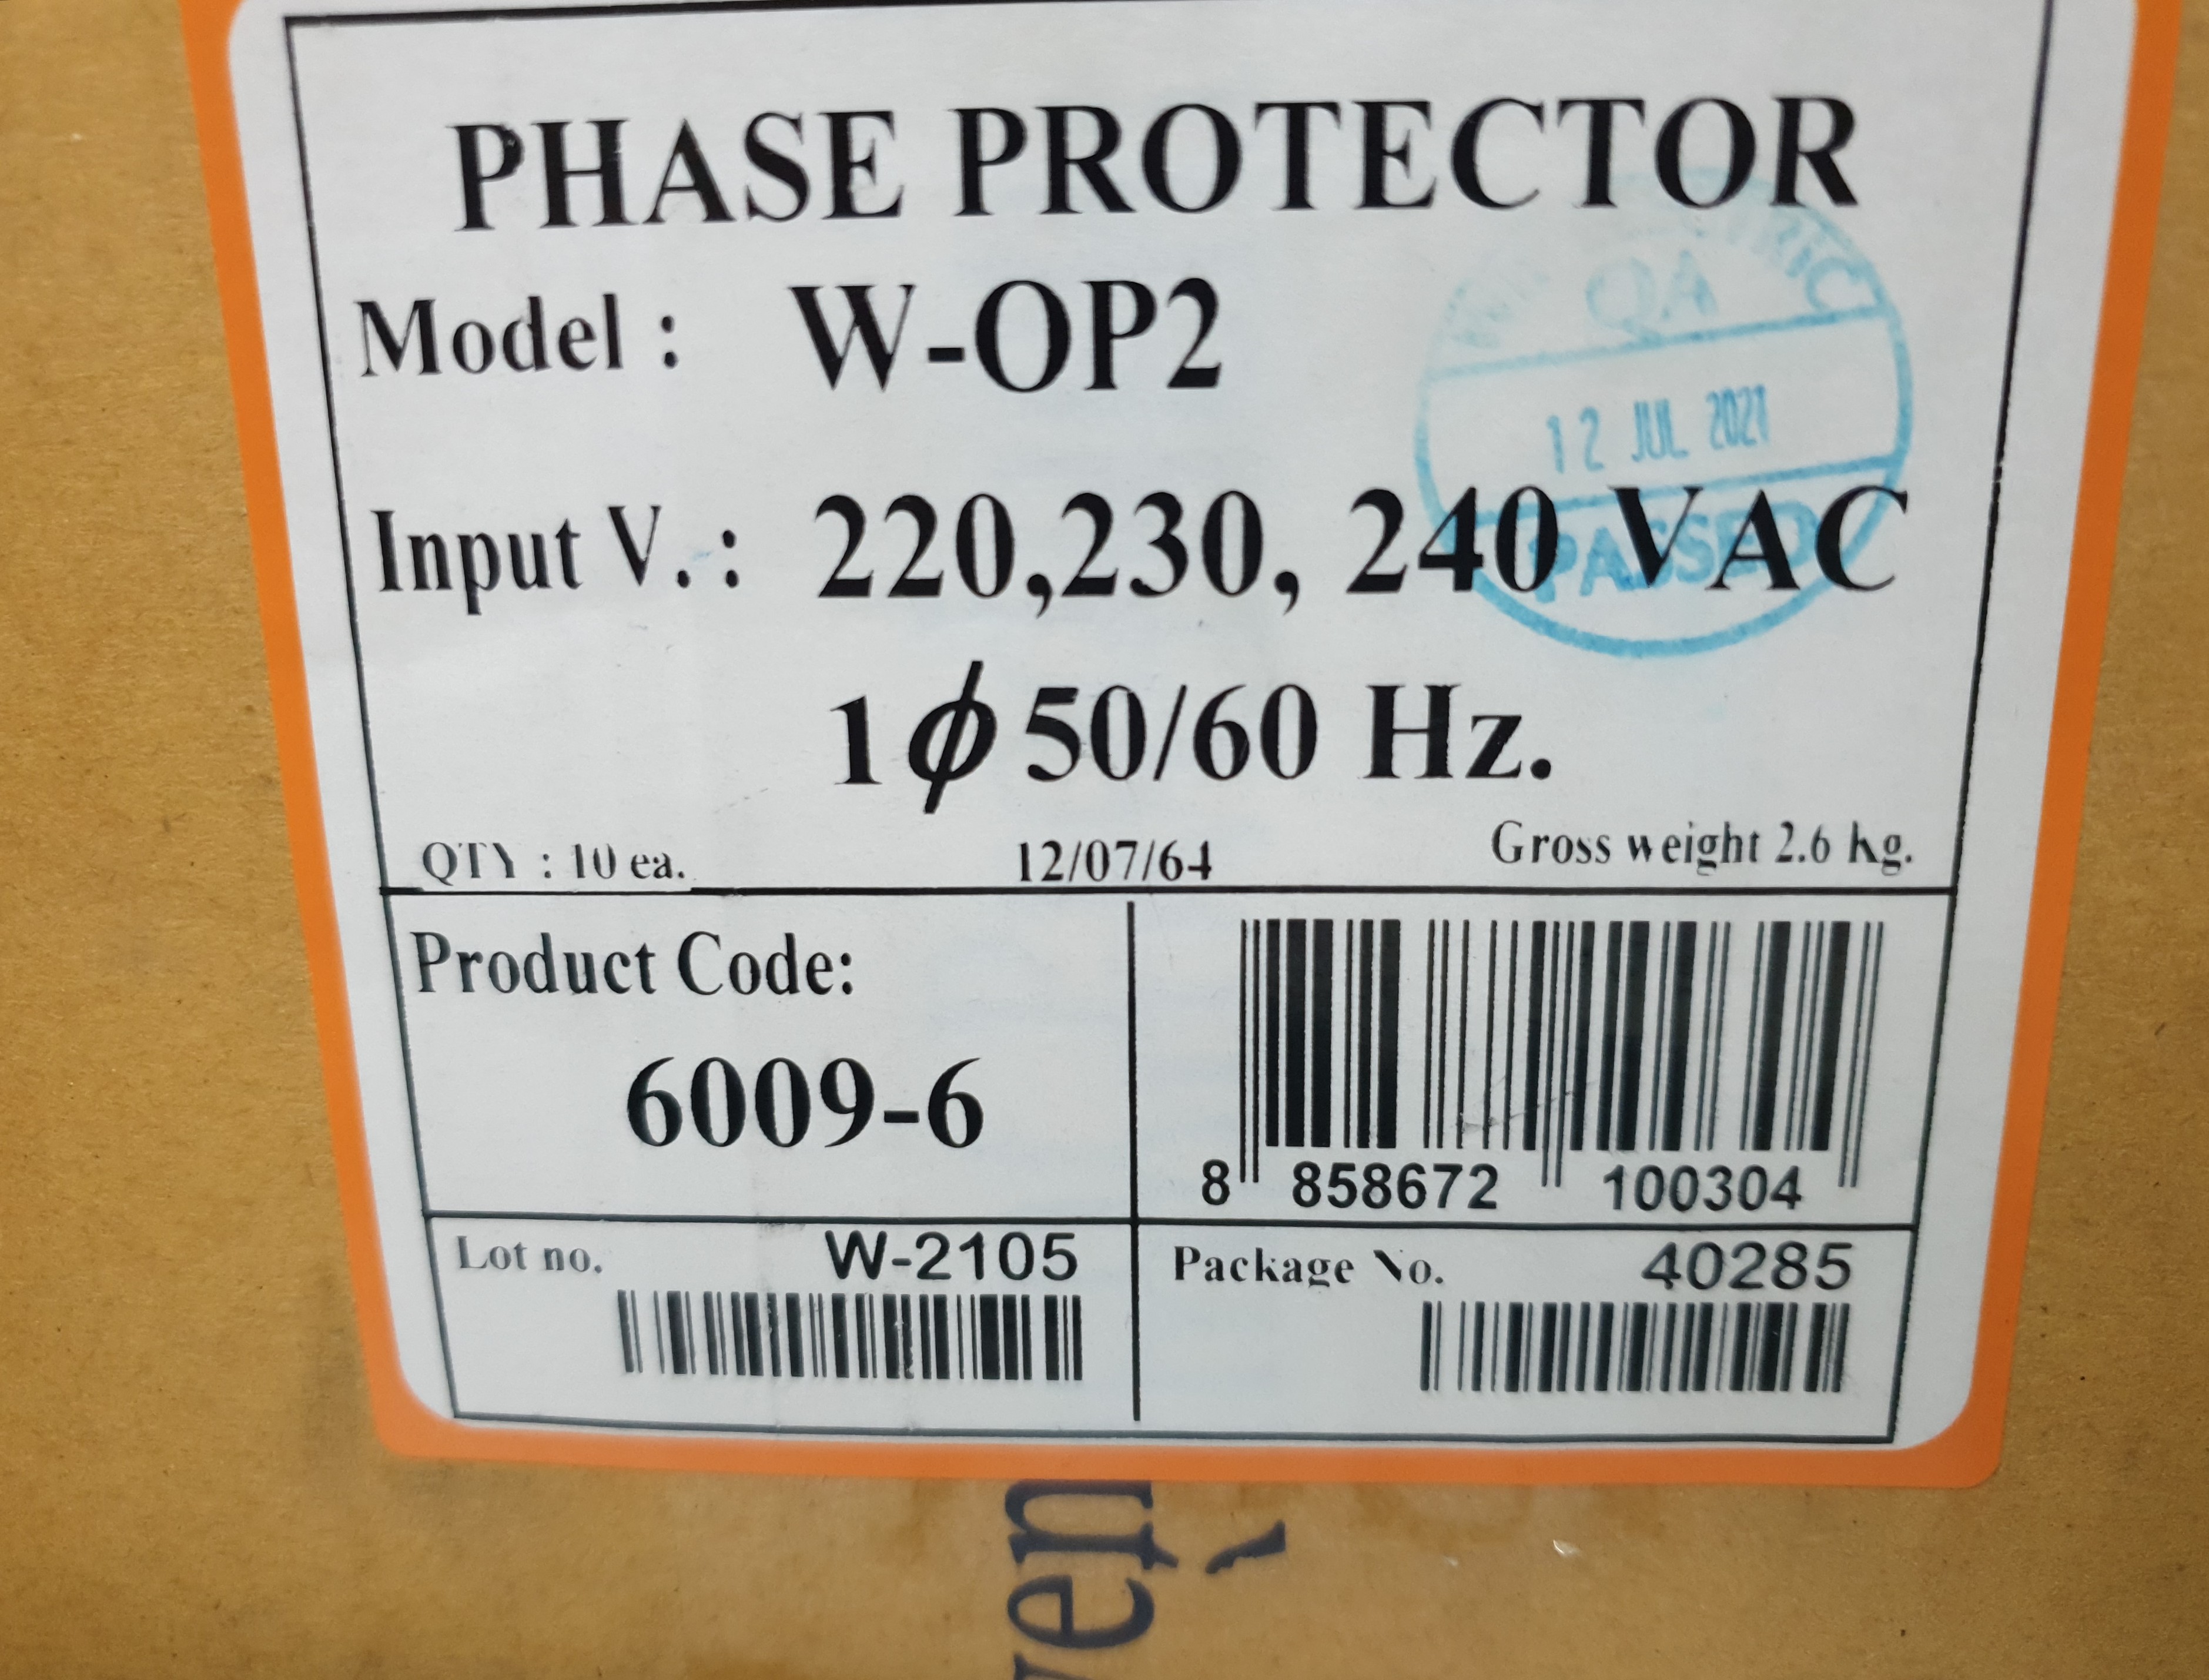 PHASE PROTECTOR
Model : W-OP2
QA
12 JUL 2021
PASSED
Input V. : 220,230, 240 VAC
1ϕ 50/60 Hz.
QTY : 10 ea. 12/07/64 Gross weight 2.6 kg.
Product Code:
6009-6
8 858672 100304
Lot no. W-2105
Package No. 40285